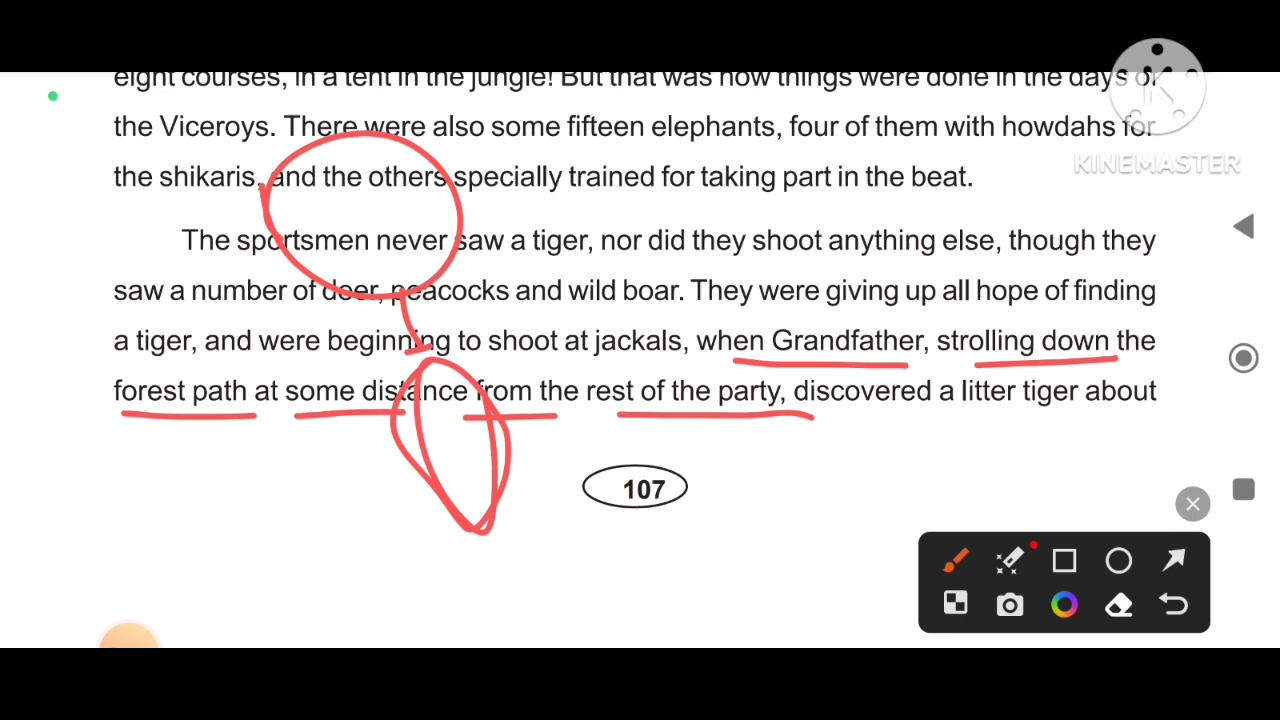 eight courses, in a tent in the jungle! But that was how things were done in the days of
the Viceroys. There were also some fifteen elephants, four of them with howdahs for
the shikaris, and the others specially trained for taking part in the beat.
The sportsmen never saw a tiger, nor did they shoot anything else, though they
saw a number of deer, peacocks and wild boar. They were giving up all hope of finding
a tiger, and were beginning to shoot at jackals, when Grandfather, strolling down the
forest path at some distance from the rest of the party, discovered a litter tiger about
107
KINEMASTER